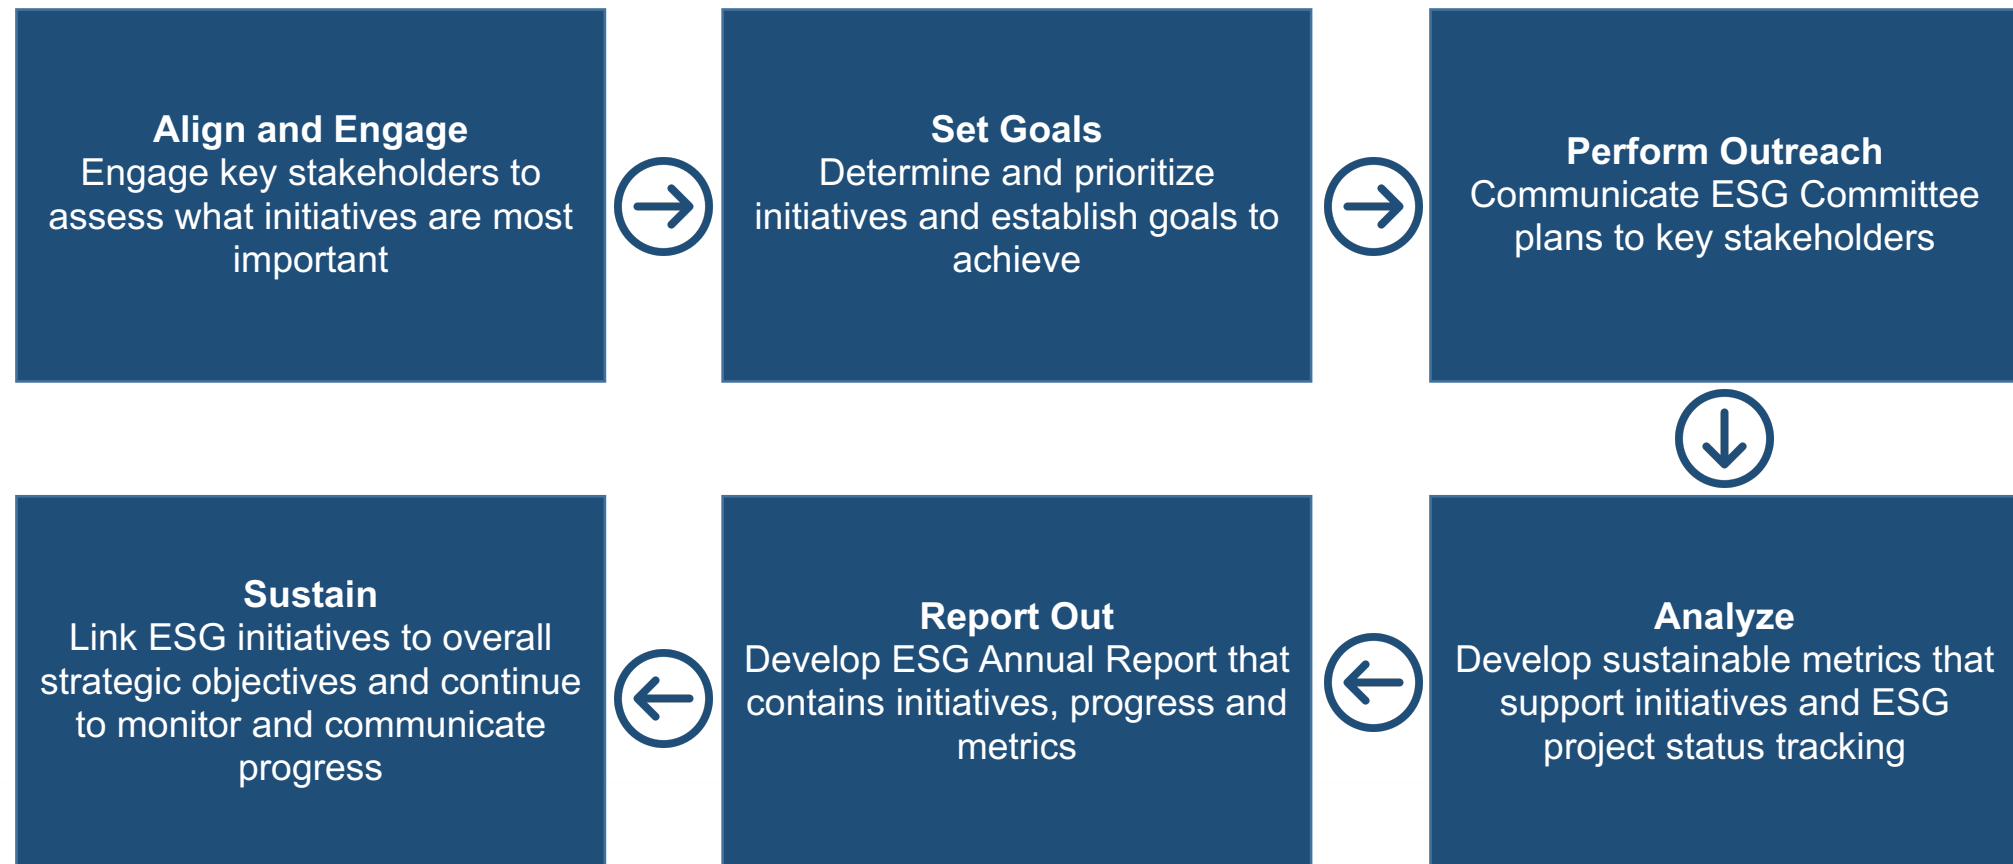 Align and Engage
Engage key stakeholders to
assess what initiatives are most
important
Set Goals
Determine and prioritize
initiatives and establish goals to
achieve
Perform Outreach
Communicate ESG Committee
plans to key stakeholders
Analyze
Develop sustainable metrics that
support initiatives and ESG
project status tracking
Report Out
Develop ESG Annual Report that
contains initiatives, progress and
metrics
Sustain
Link ESG initiatives to overall
strategic objectives and continue
to monitor and communicate
progress